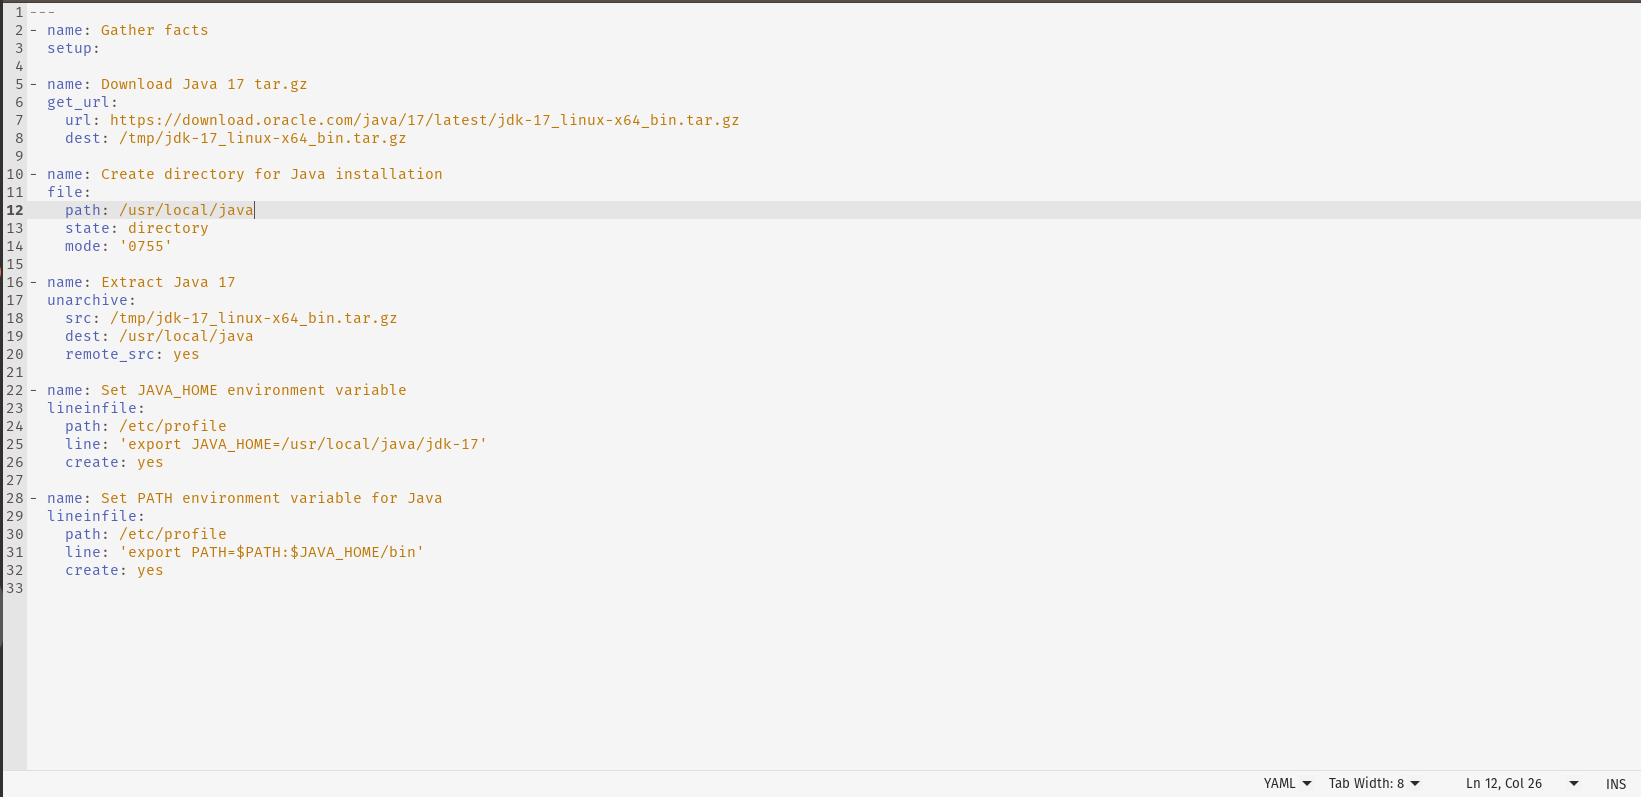 1 ---
2 - name: Gather facts
3   setup:
4
5 - name: Download Java 17 tar.gz
6   get_url:
7     url: https://download.oracle.com/java/17/latest/jdk-17_linux-x64_bin.tar.gz
8     dest: /tmp/jdk-17_linux-x64_bin.tar.gz
9
10 - name: Create directory for Java installation
11   file:
12     path: /usr/local/java
13     state: directory
14     mode: '0755'
15
16 - name: Extract Java 17
17   unarchive:
18     src: /tmp/jdk-17_linux-x64_bin.tar.gz
19     dest: /usr/local/java
20     remote_src: yes
21
22 - name: Set JAVA_HOME environment variable
23   lineinfile:
24     path: /etc/profile
25     line: 'export JAVA_HOME=/usr/local/java/jdk-17'
26     create: yes
27
28 - name: Set PATH environment variable for Java
29   lineinfile:
30     path: /etc/profile
31     line: 'export PATH=$PATH:$JAVA_HOME/bin'
32     create: yes
33
YAML Tab Width: 8 Ln 12, Col 26 INS